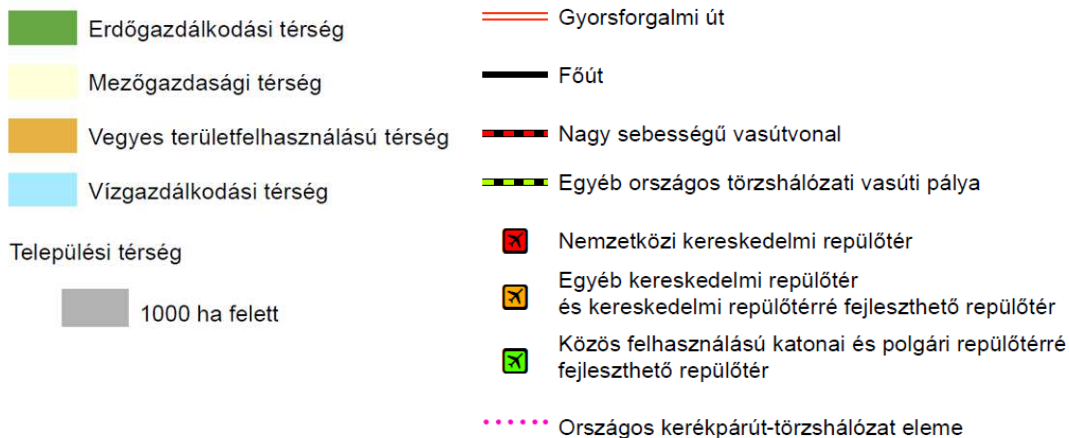 Erdőgazdálkodási térség
Mezőgazdasági térség
Vegyes területfelhasználású térség
Vízgazdálkodási térség
Települési térség
1000 ha felett
Gyorsforgalmi út
Főút
Nagy sebességű vasútvonal
Egyéb országos törzshálózati vasúti pálya
Nemzetközi kereskedelmi repülőtér
Egyéb kereskedelmi repülőtér
és kereskedelmi repülőtérré fejleszthető repülőtér
Közös felhasználású katonai és polgári repülőtérré
fejleszthető repülőtér
Országos kerékpárút-törzshálózat eleme